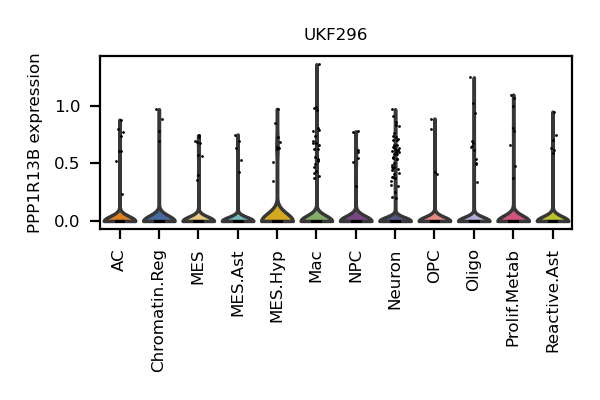 UKF296
PPP1R13B expression
1.0
0.5
0.0
AC
Chromatin.Reg
MES
MES.Ast
MES.Hyp
Mac
NPC
Neuron
OPC
Oligo
Prolif.Metab
Reactive.Ast